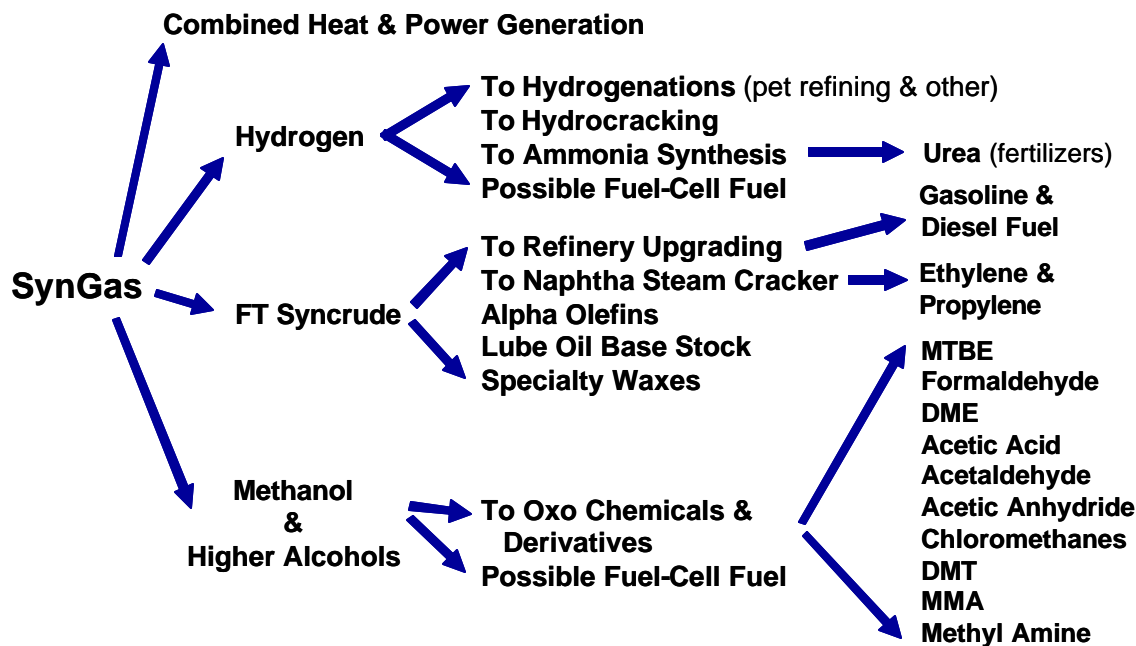 Combined Heat & Power Generation
To Hydrogenations (pet refining & other)
Hydrogen
To Hydrocracking
To Ammonia Synthesis
Urea (fertilizers)
Possible Fuel-Cell Fuel
Gasoline &
Diesel Fuel
SynGas
To Refinery Upgrading
To Naphtha Steam Cracker
Ethylene &
Propylene
FT Syncrude
Alpha Olefins
Lube Oil Base Stock
Specialty Waxes
MTBE
Formaldehyde
DME
Acetic Acid
Acetaldehyde
Acetic Anhydride
Chloromethanes
DMT
MMA
Methyl Amine
Methanol
&
Higher Alcohols
To Oxo Chemicals &
Derivatives
Possible Fuel-Cell Fuel